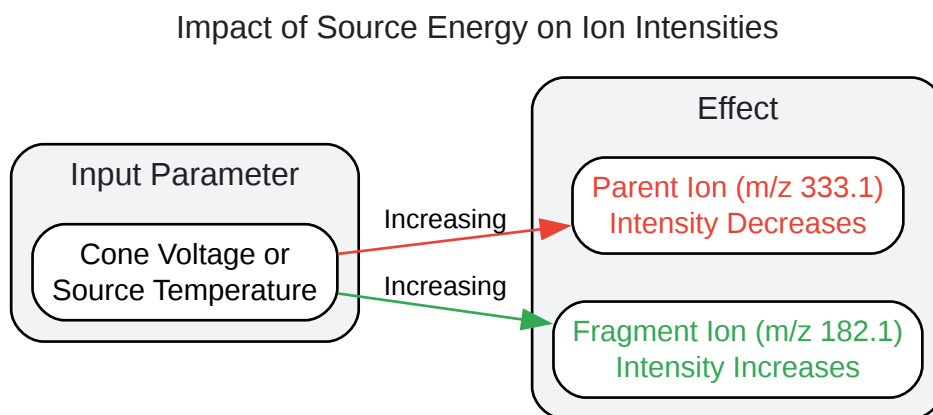 Impact of Source Energy on Ion Intensities
Input Parameter
Cone Voltage or
Source Temperature
Increasing
Increasing
Effect
Parent Ion (m/z 333.1)
Intensity Decreases
Fragment Ion (m/z 182.1)
Intensity Increases